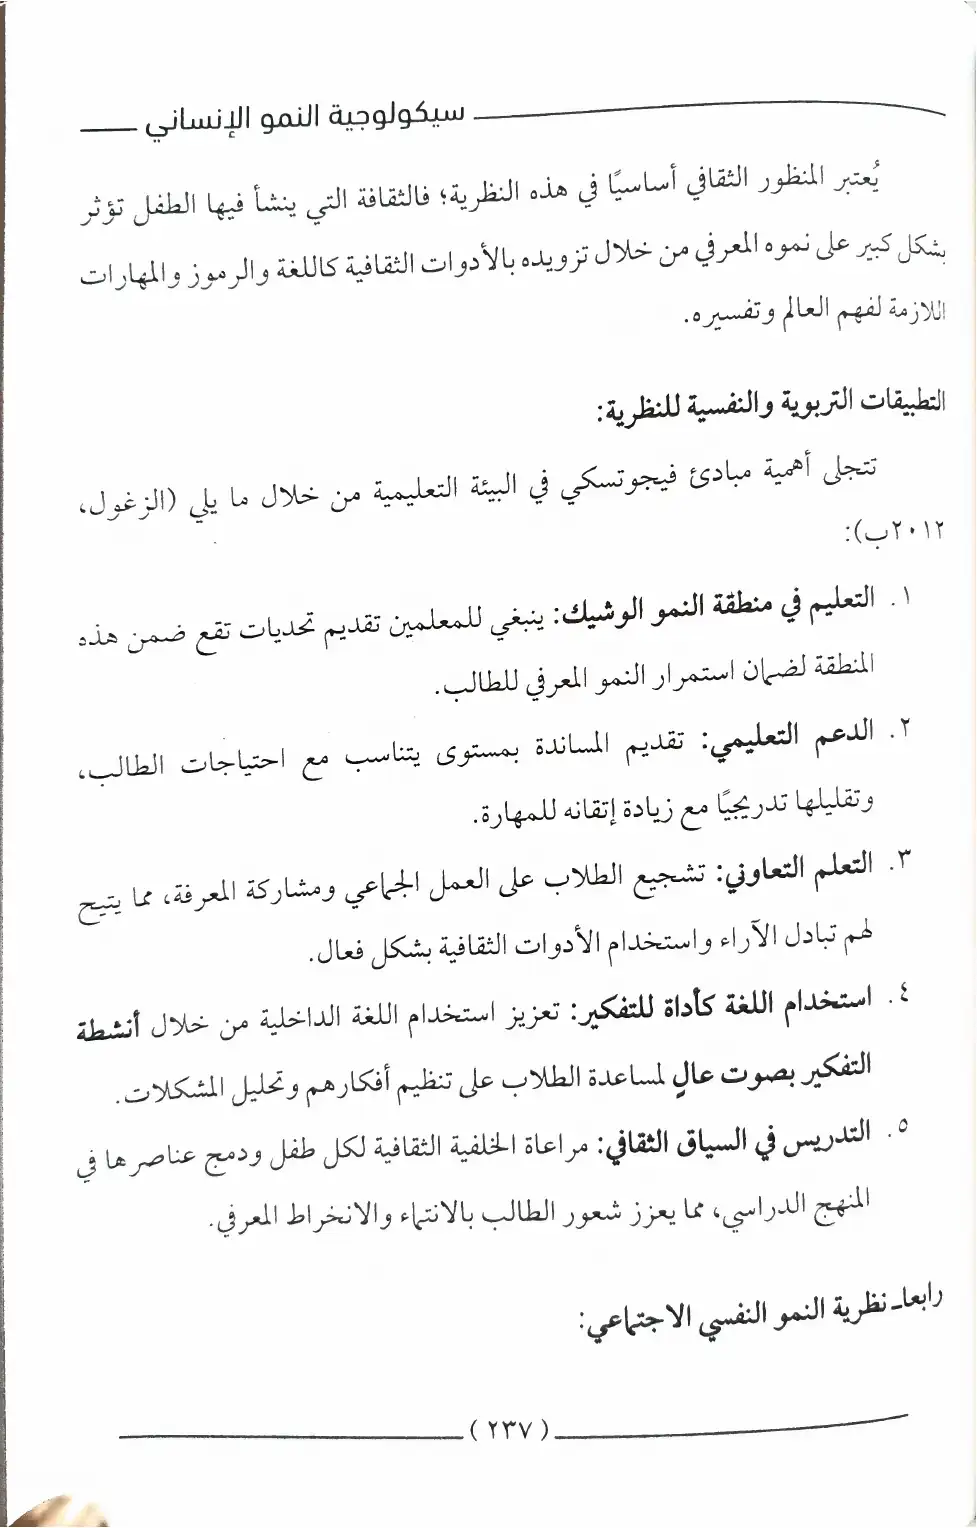 سيكولوجية النمو الإنساني
يُعتبر المنظور الثقافي أساسيًا في هذه النظرية؛ فالثقافة التي ينشأ فيها الطفل تؤثر
بشكل كبير على نموه المعرفي من خلال تزويده بالأدوات الثقافية كاللغة والرموز والمهارات
اللازمة لفهم العالم وتفسيره.
التطبيقات التربوية والنفسية للنظرية:
تتجلى أهمية مبادئ فيجوتسكي في البيئة التعليمية من خلال ما يلي (الزغول،
٢٠١٢ب):
١. التعليم في منطقة النمو الوشيك: ينبغي للمعلمين تقديم تحديات تقع ضمن هذه
المنطقة لضمان استمرار النمو المعرفي للطالب.
٢. الدعم التعليمي: تقديم المساندة بمستوى يتناسب مع احتياجات الطالب،
وتقليلها تدريجيًا مع زيادة إتقانه للمهارة.
٣. التعلم التعاوني: تشجيع الطلاب على العمل الجماعي ومشاركة المعرفة، مما يتيح
لهم تبادل الآراء واستخدام الأدوات الثقافية بشكل فعال.
٤. استخدام اللغة كأداة للتفكير: تعزيز استخدام اللغة الداخلية من خلال أنشطة
التفكير بصوت عالٍ لمساعدة الطلاب على تنظيم أفكارهم وتحليل المشكلات.
٥. التدريس في السياق الثقافي: مراعاة الخلفية الثقافية لكل طفل ودمج عناصرها في
المنهج الدراسي، مما يعزز شعور الطالب بالانتماء والانخراط المعرفي.
رابعاـ نظرية النمو النفسي الاجتماعي:
( ٢٣٧ )